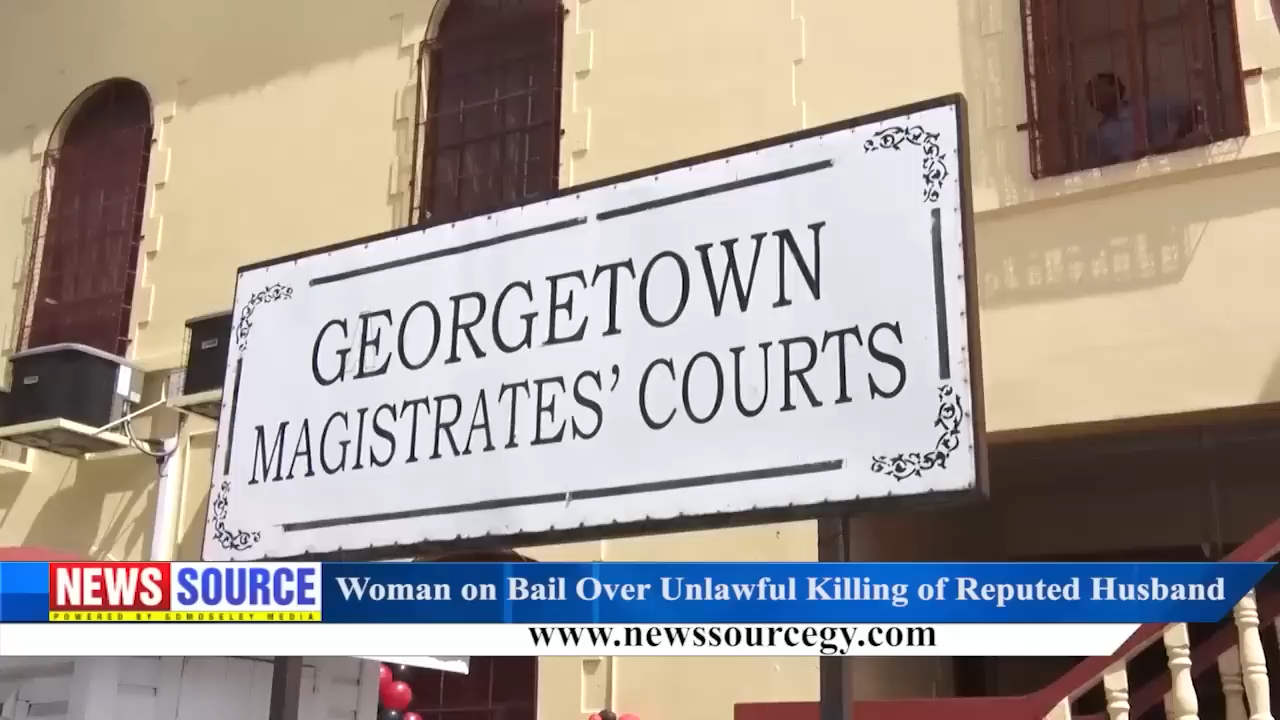 GEORGETOWN
MAGISTRATES' COURTS
NEWS SOURCE
POWERED BY GDMOSELEY MEDIA
Woman on Bail Over Unlawful Killing of Reputed Husband
www.newssourcegy.com